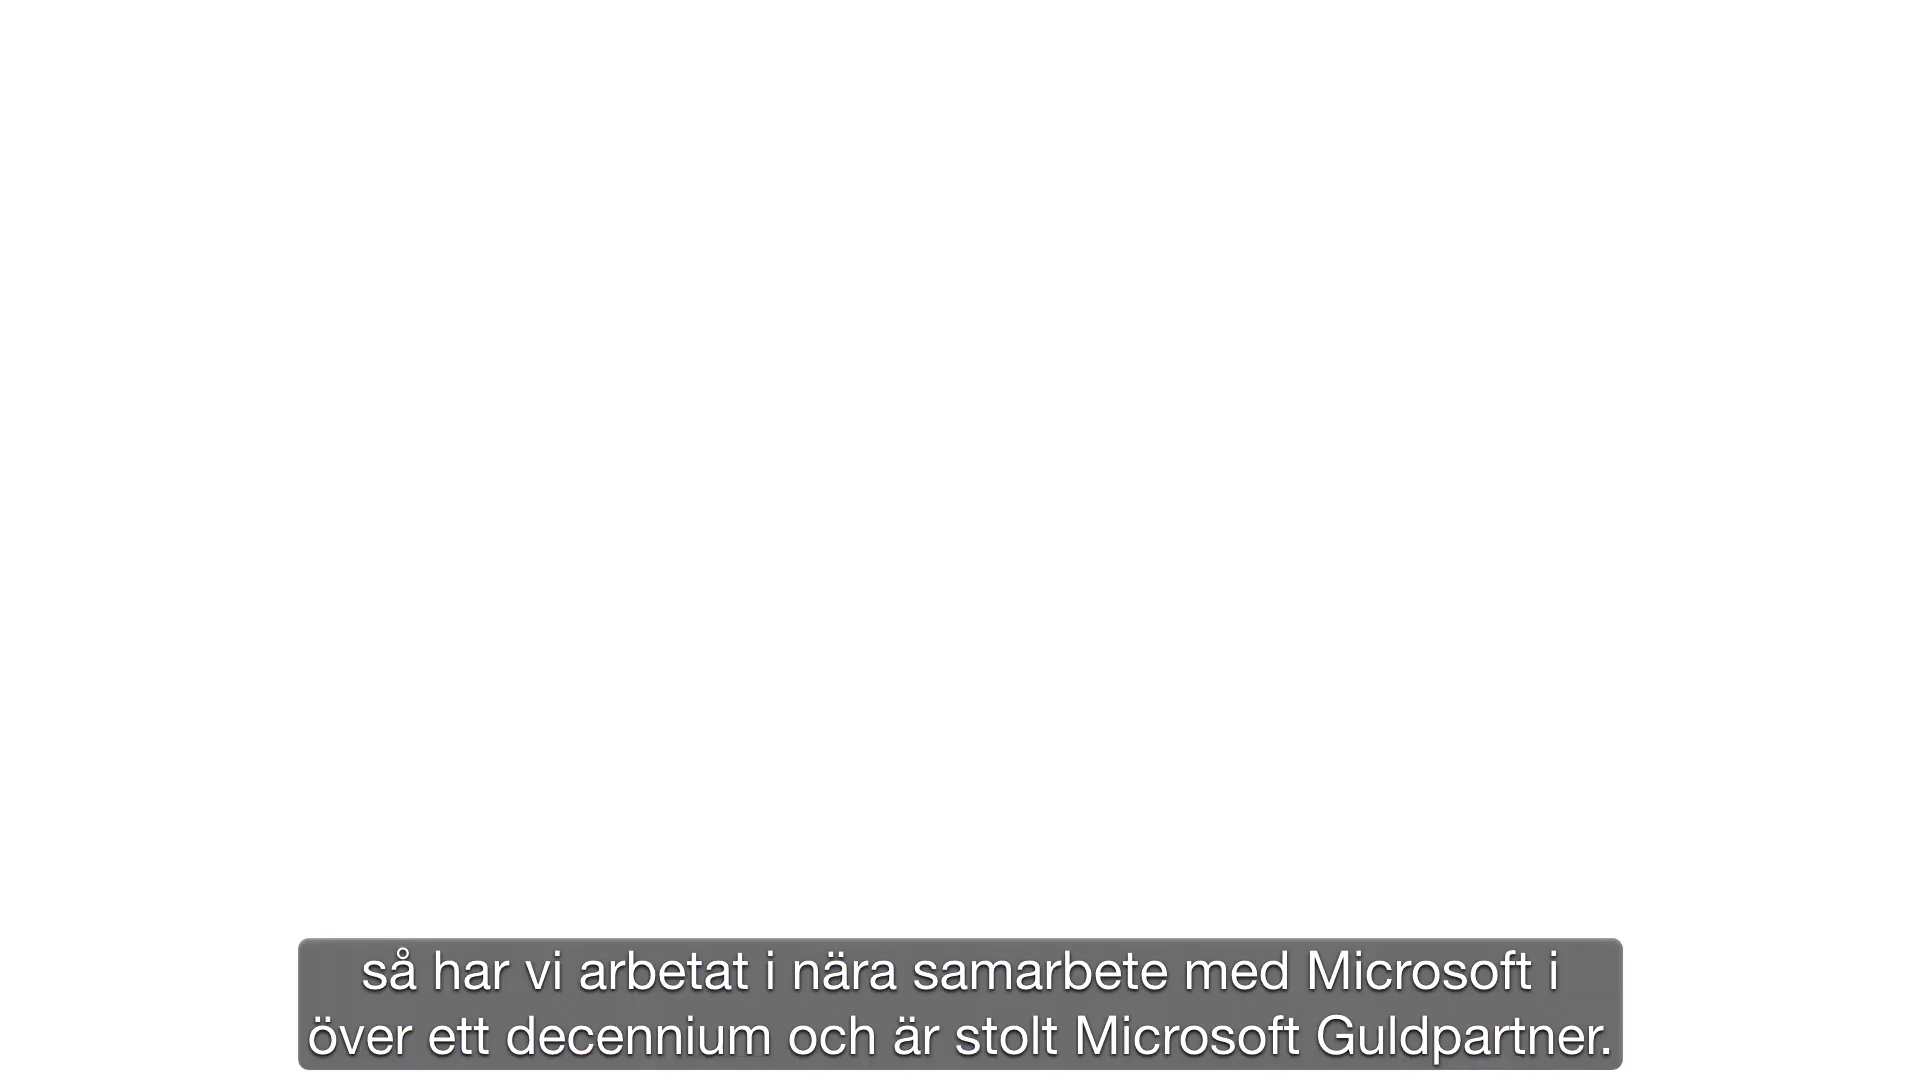 så har vi arbetat i nära samarbete med Microsoft i
över ett decennium och är stolt Microsoft Guldpartner.